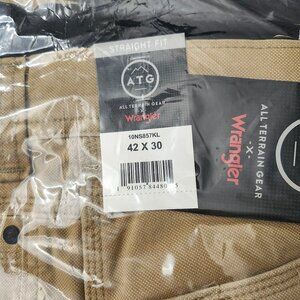 STRAIGHT FIT
ATG
ALL TERRAIN GEAR
-X-
Wrangler
10NS857KL
42 X 30
ALL TERRAIN GEAR
-X-
Wrangler